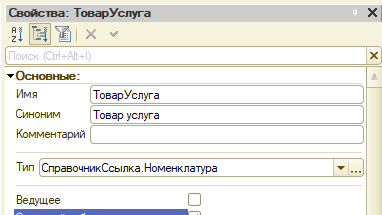 Свойства: ТоварУслуга
Поиск (Ctrl+Alt+I)
Основные:
Имя ТоварУслуга
Синоним Товар услуга
Комментарий
Тип СправочникСсылка.Номенклатура ...
Ведущее